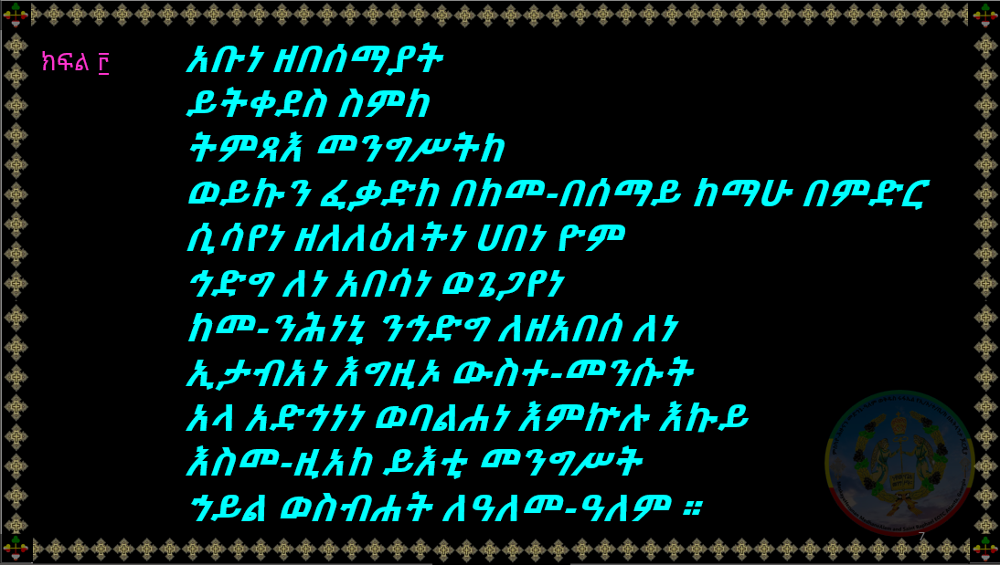 ክፍል ፫
አቡነ ዘበሰማያት
ይትቀደስ ስምከ
ትምጻእ መንግሥትከ
ወይኩን ፈቃድከ በከመ-በሰማይ ከማሁ በምድር
ሲሳየነ ዘለለዕለትነ ሀበነ ዮም
ኅድግ ለነ አበሳነ ወጌጋየነ
ከመ-ንሕነኒ ንኅድግ ለዘአበሰ ለነ
ኢታብአነ እግዚኦ ውስተ-መንሱት
አላ አድኅነነ ወባልሐነ እምኵሉ እኩይ
እስመ-ዚአከ ይእቲ መንግሥት
ኀይል ወስብሐት ለዓለመ-ዓለም ።
7